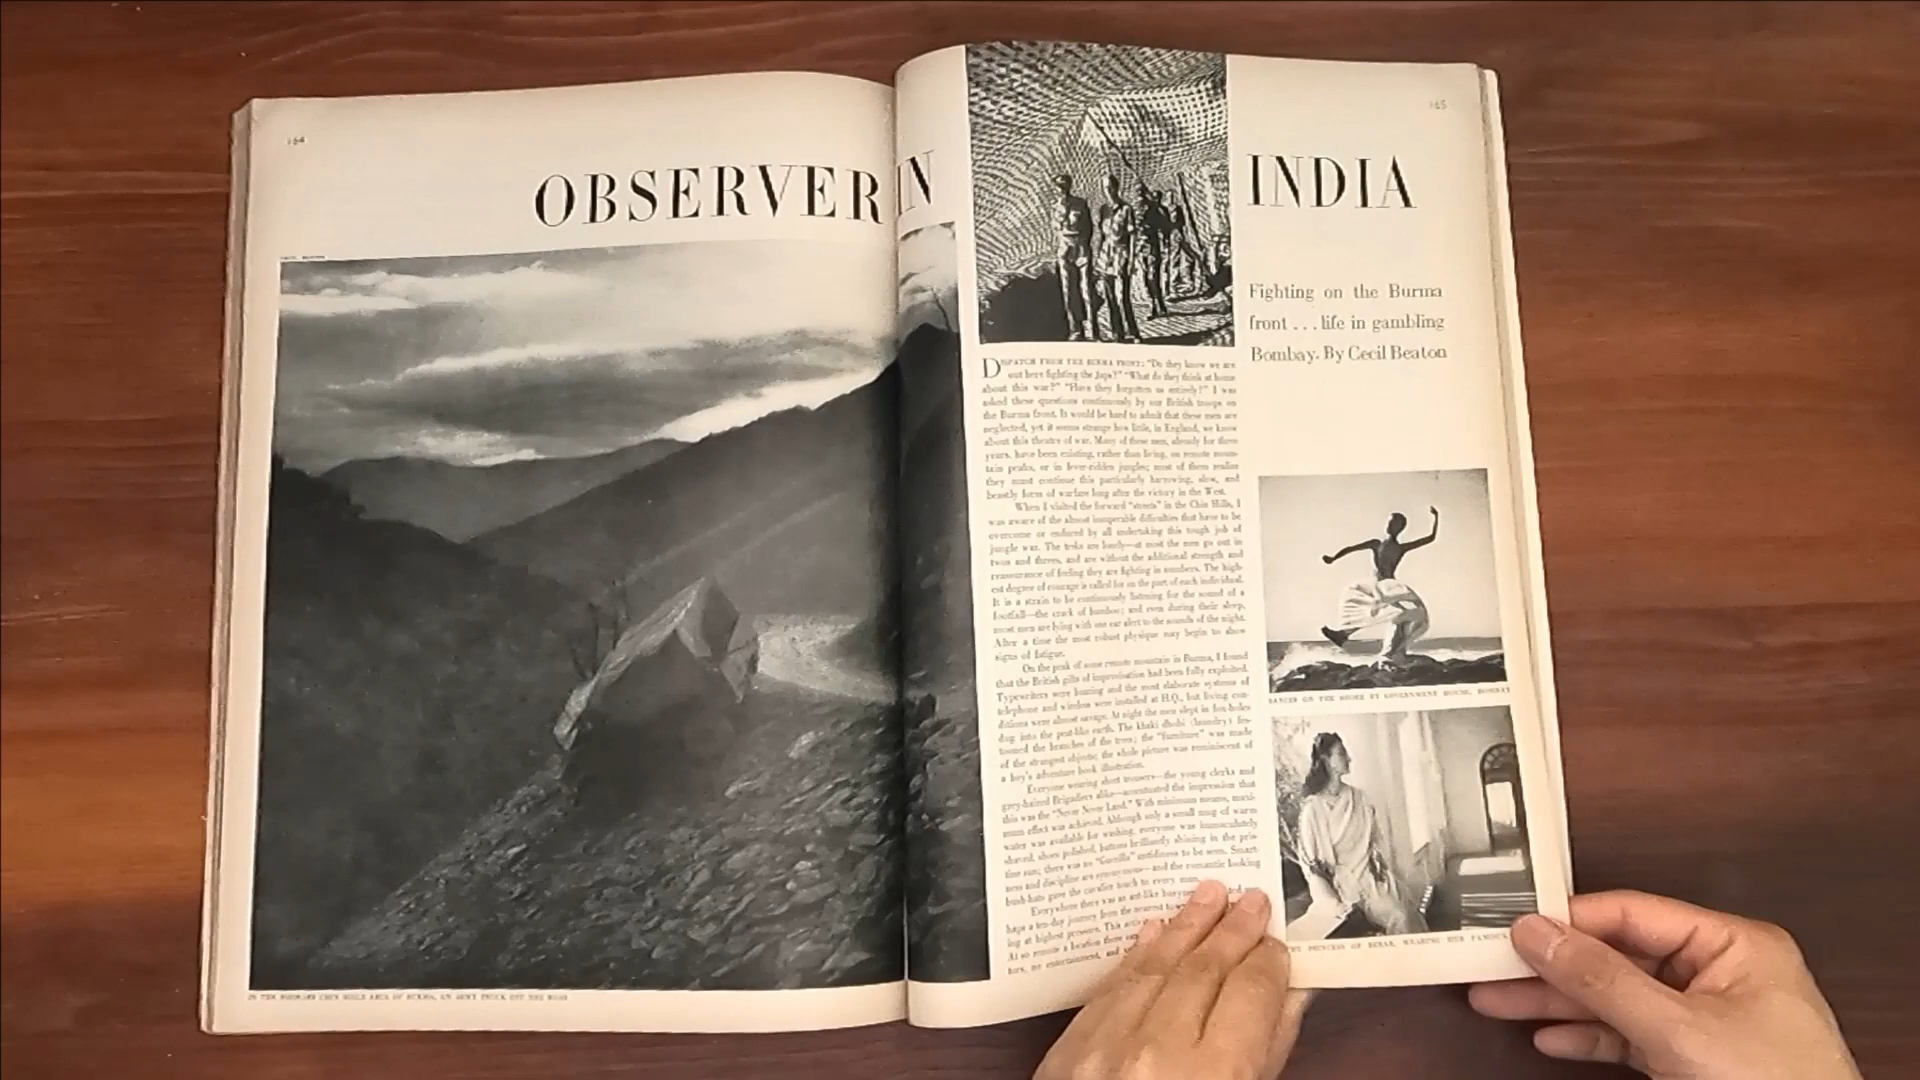 164
OBSERVER IN INDIA
165
CECIL BEATON
Fighting on the Burma
front . . . life in gambling
Bombay. By Cecil Beaton
DISPATCH FROM THE BURMA FRONT: "Do they know we are
out here fighting the Japs?" "What do they think at home
about this war?" "Have they forgotten us entirely?" I was
asked these questions continuously by our British troops on
the Burma front. It would be hard to admit that these men are
neglected, yet it seems strange how little, in England, we know
about this theatre of war. Many of these men, already for three
years, have been existing, rather than living, on remote moun-
tain peaks, or in fever-ridden jungles; most of them realize
they must continue this particularly harrowing, slow, and
beastly form of warfare long after the victory in the West.
When I visited the forward "streets" in the Chin Hills, I
was aware of the almost insuperable difficulties that have to be
overcome or endured by all undertaking this tough job of
jungle war. The tasks are lonely—at most the men go out in
twos and threes, and are without the additional strength and
reassurance of feeling they are fighting in numbers. The high-
est degree of courage is called for on the part of each individual.
It is a strain to be continuously listening for the sound of a
footfall—the crack of bamboo; and even during their sleep,
most men are lying with one ear alert to the sounds of the night.
After a time the most robust physique may begin to show
signs of fatigue.
On the peak of some remote mountain in Burma, I found
that the British gifts of improvisation had been fully exploited.
Typewriters were buzzing and the most elaborate systems of
telephone and wireless were installed at H.Q., but living con-
ditions were almost savage. At night the men slept in fox-holes
dug into the peat-like earth. The khaki dhobi (laundry) fes-
tooned the branches of the trees; the "furniture" was made
of the strangest objects; the whole picture was reminiscent of
a boy's adventure book illustration.
Everyone wearing short trousers—the young clerks and
grey-haired Brigadiers alike—accentuated the impression that
this was the "Never Never Land." With minimum means, maxi-
mum effect was achieved. Although only a small mug of warm
water was available for washing, everyone was immaculately
shaved, shoes polished, buttons brilliantly shining in the pris-
tine sun; there was no "Guerilla" untidiness to be seen. Smart-
ness and discipline are synonymous—and the romantic looking
bush-hats gave the cavalier touch to every man.
Everywhere there was an ant-like
haps a ten-day journey from the nearest
ing at highest pressure. This
At so remote a location there
tors, no entertainment, and
DANCER ON THE SHORE BY GOVERNMENT HOUSE, BOMBAY
THE PRINCESS OF BERAR, WEARING HER FAMOUS
IN THE CHIN HILLS AREA OF BURMA, AN ARMY TRUCK OFF THE ROAD